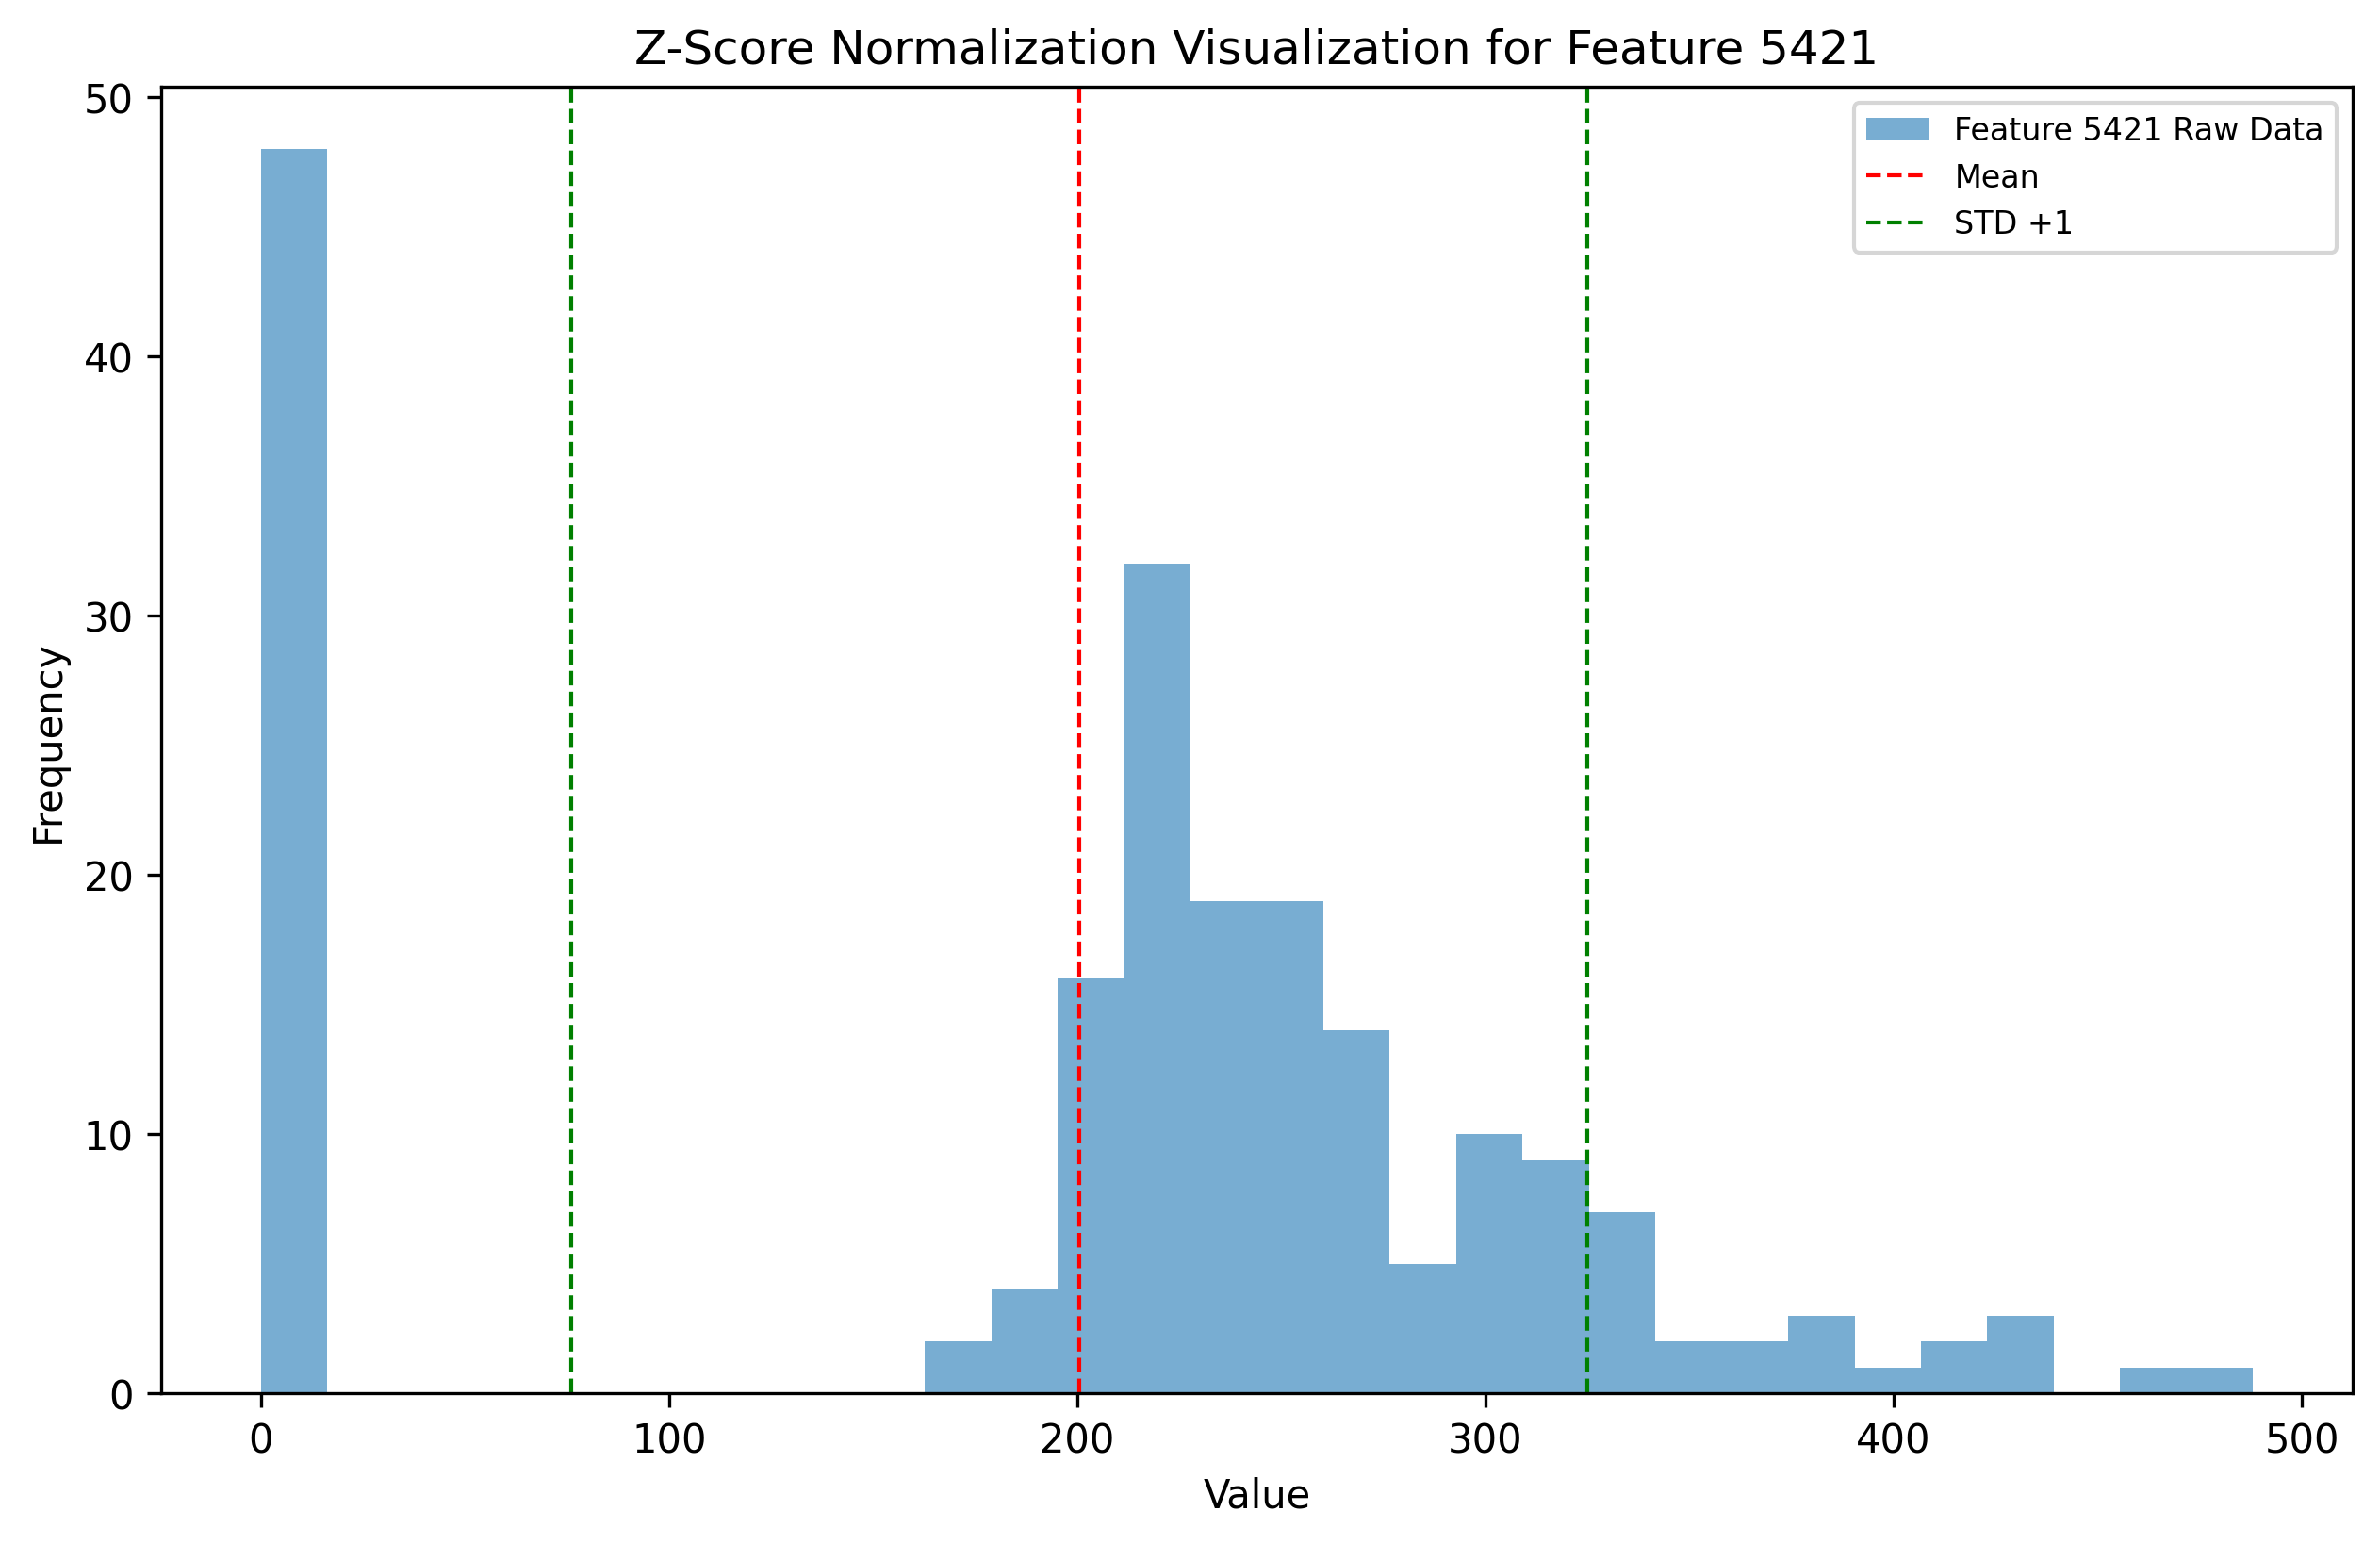 Z-Score Normalization Visualization for Feature 5421
Feature 5421 Raw Data
Mean
STD +1
50
40
30
20
10
0
Frequency
0 100 200 300 400 500
Value